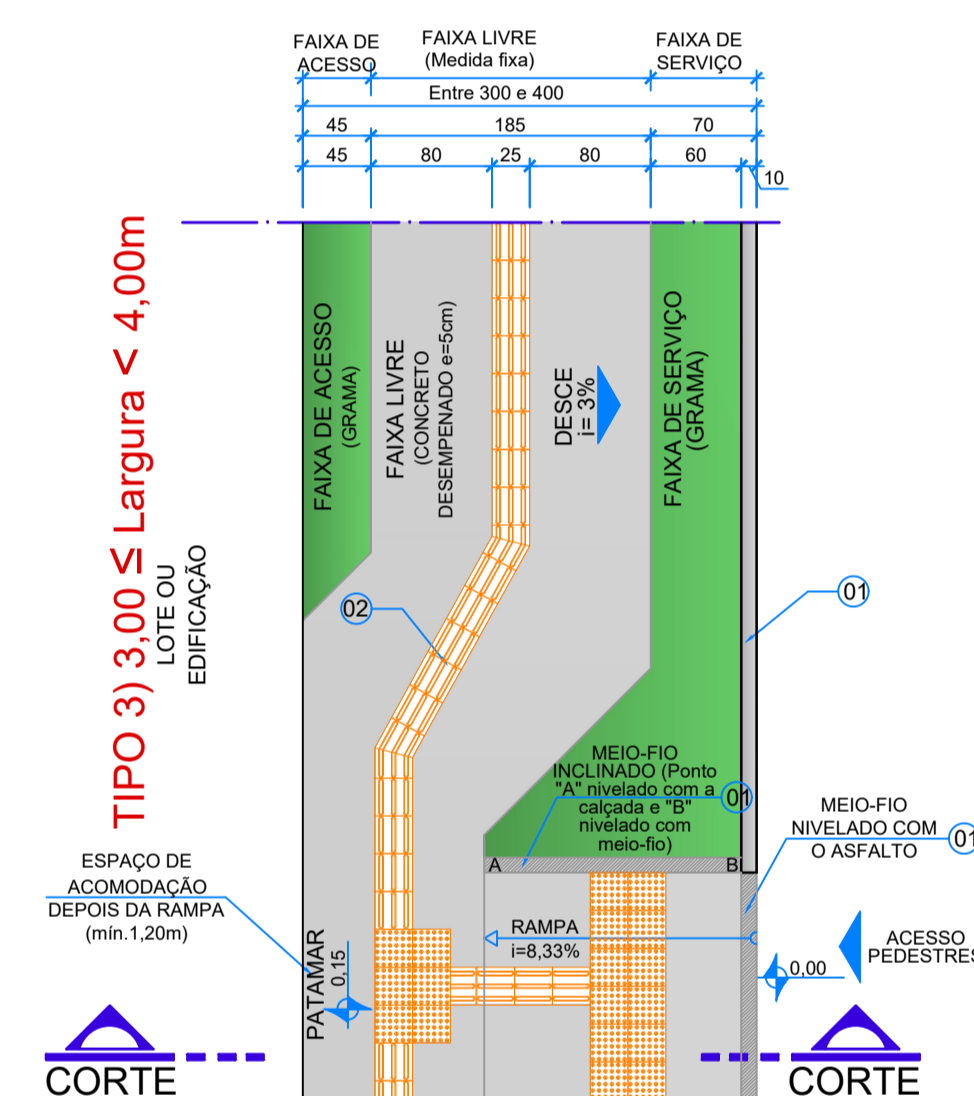 FAIXA DE
ACESSO
FAIXA LIVRE
(Medida fixa)
FAIXA DE
SERVIÇO
Entre 300 e 400
45 185 70
45 80 25 80 60
10
TIPO 3) 3,00 ≤ Largura < 4,00m
LOTE OU
EDIFICAÇÃO
FAIXA DE ACESSO
(GRAMA)
FAIXA LIVRE
(CONCRETO
DESEMPENADO e=5cm)
DESCE
i= 3%
FAIXA DE SERVIÇO
(GRAMA)
02
01
MEIO-FIO
INCLINADO (Ponto
"A" nivelado com a
calçada e "B"
nivelado com
meio-fio)
01
MEIO-FIO
NIVELADO COM
O ASFALTO
01
A
B
ESPAÇO DE
ACOMODAÇÃO
DEPOIS DA RAMPA
(mín.1,20m)
PATAMAR
0,15
RAMPA
i=8,33%
ACESSO
PEDESTRES
0,00
CORTE
CORTE